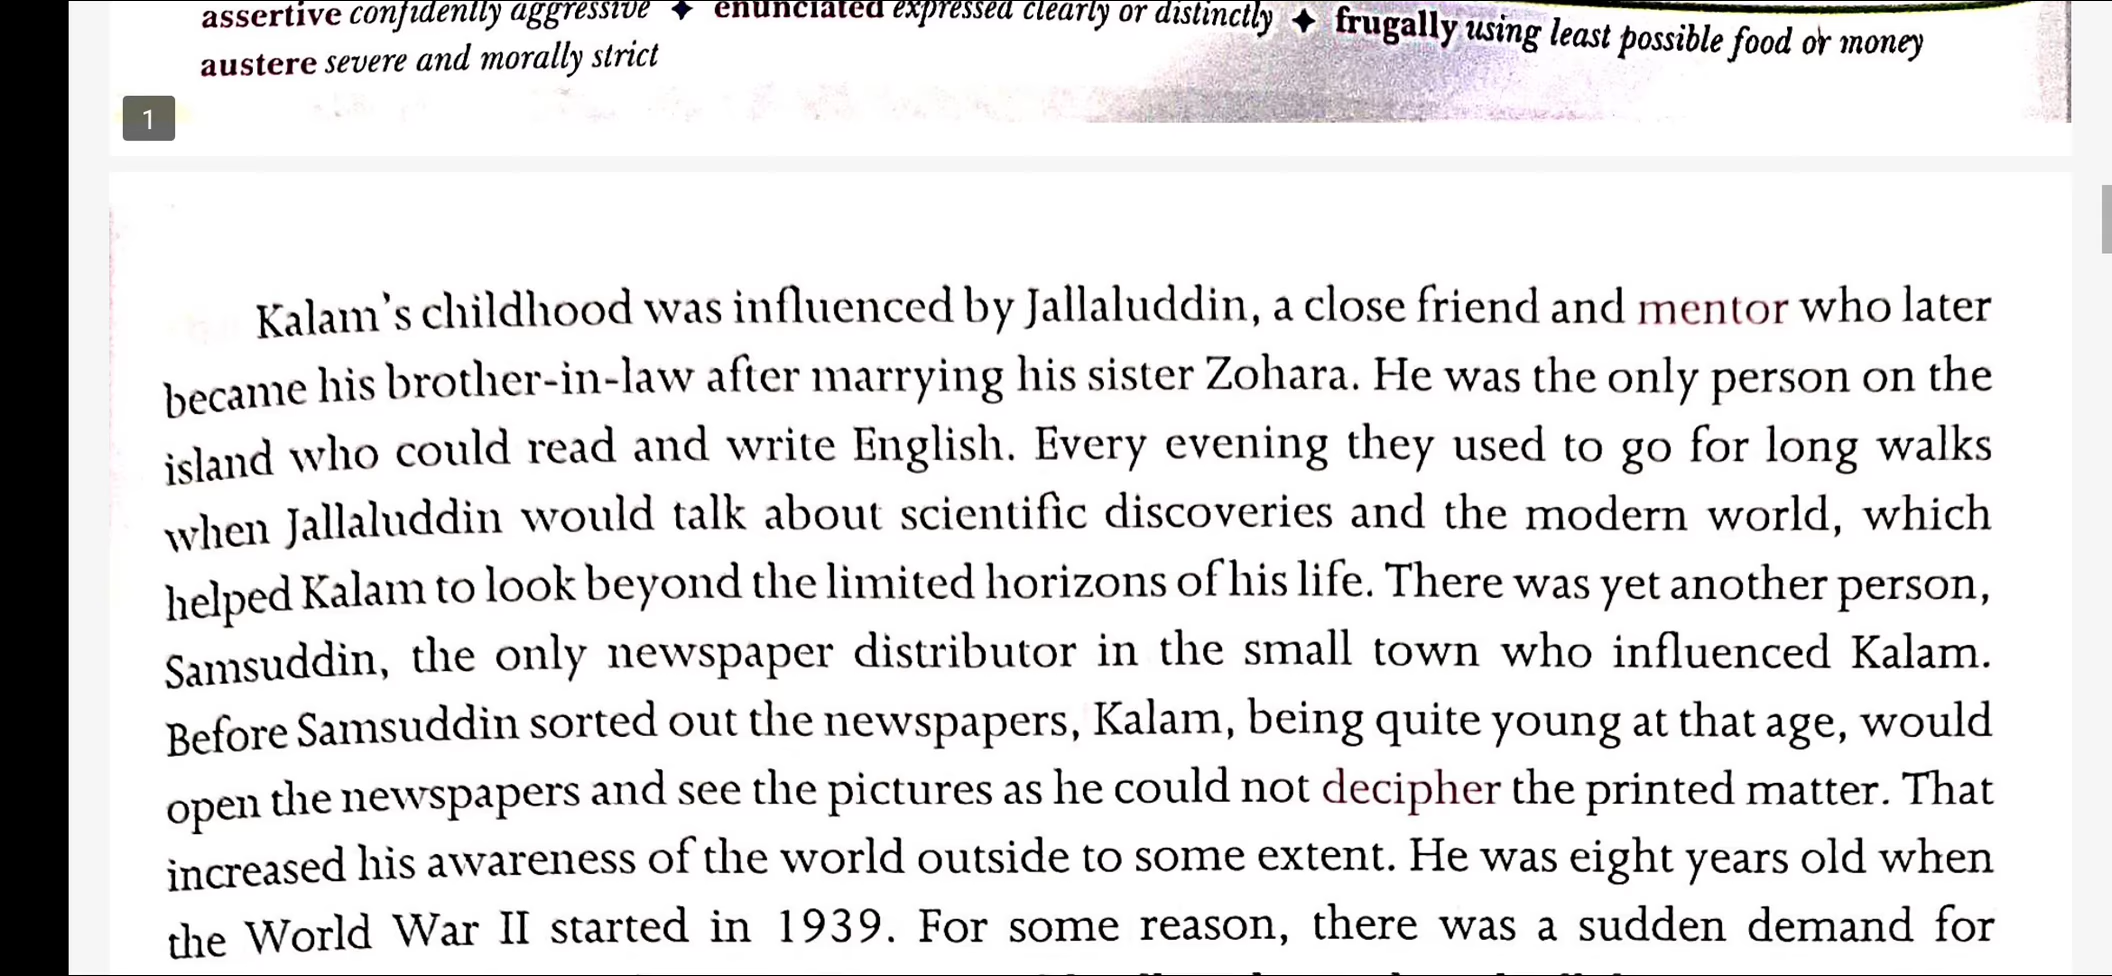 assertive confidently aggressive ✦ enunciated expressed clearly or distinctly ✦ frugally using least possible food or money
austere severe and morally strict
1
Kalam's childhood was influenced by Jallaluddin, a close friend and mentor who later
became his brother-in-law after marrying his sister Zohara. He was the only person on the
island who could read and write English. Every evening they used to go for long walks
when Jallaluddin would talk about scientific discoveries and the modern world, which
helped Kalam to look beyond the limited horizons of his life. There was yet another person,
Samsuddin, the only newspaper distributor in the small town who influenced Kalam.
Before Samsuddin sorted out the newspapers, Kalam, being quite young at that age, would
open the newspapers and see the pictures as he could not decipher the printed matter. That
increased his awareness of the world outside to some extent. He was eight years old when
the World War II started in 1939. For some reason, there was a sudden demand for